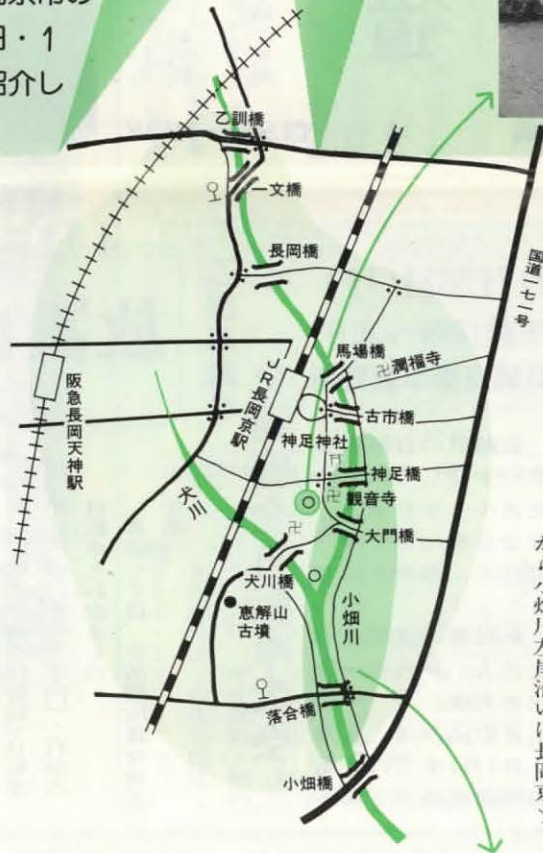 日・1
紹介し
乙訓橋
一文橋
長岡橋
国道一七一号
馬場橋
卍潤福寺
JR長岡京駅
古市橋
阪急長岡天神駅
神足神社
神足橋
卍観音寺
犬川
卍
大門橋
犬川橋
恵解山
古墳
小畑川
落合橋
小畑橋